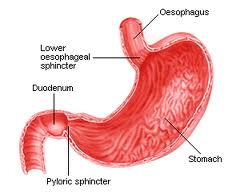 Oesophagus
Lower
oesophageal
sphincter
Duodenum
Stomach
Pyloric sphincter